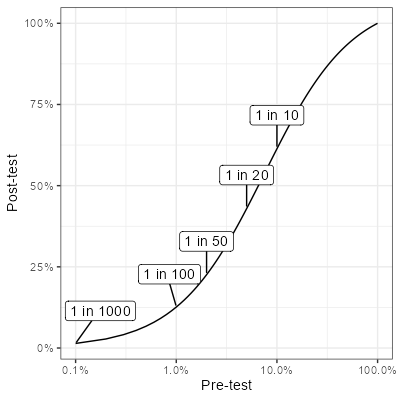 100%
75%
50%
25%
0%
Post-test
1 in 10
1 in 20
1 in 50
1 in 100
1 in 1000
0.1%
1.0%
10.0%
100.0%
Pre-test